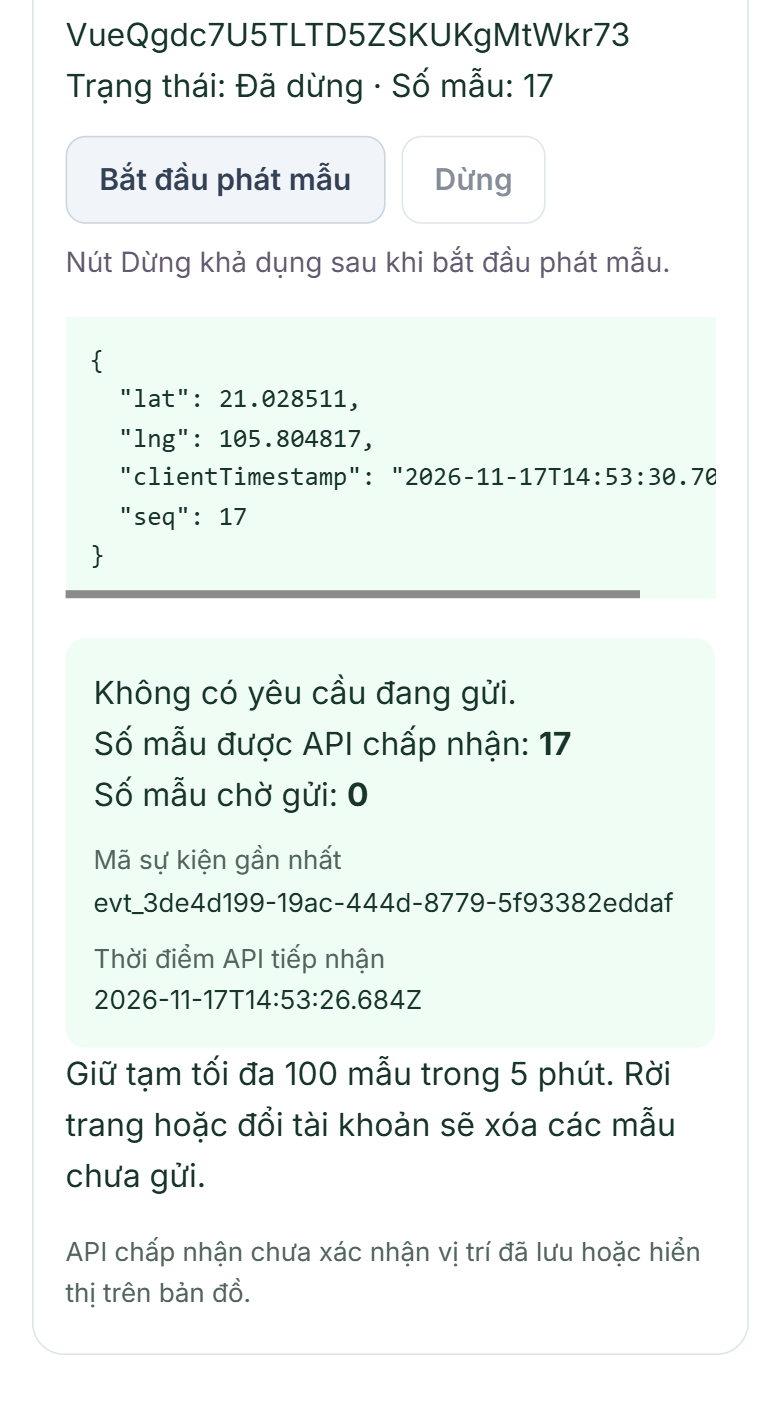 VueQgdc7U5TLTD5ZSKUKgMtWkr73
Trạng thái: Đã dừng · Số mẫu: 17
Bắt đầu phát mẫu
Dừng
Nút Dừng khả dụng sau khi bắt đầu phát mẫu.
{
  "lat": 21.028511,
  "lng": 105.804817,
  "clientTimestamp": "2026-11-17T14:53:30.70
  "seq": 17
}
Không có yêu cầu đang gửi.
Số mẫu được API chấp nhận: 17
Số mẫu chờ gửi: 0
Mã sự kiện gần nhất
evt_3de4d199-19ac-444d-8779-5f93382eddaf
Thời điểm API tiếp nhận
2026-11-17T14:53:26.684Z
Giữ tạm tối đa 100 mẫu trong 5 phút. Rời
trang hoặc đổi tài khoản sẽ xóa các mẫu
chưa gửi.
API chấp nhận chưa xác nhận vị trí đã lưu hoặc hiển
thị trên bản đồ.